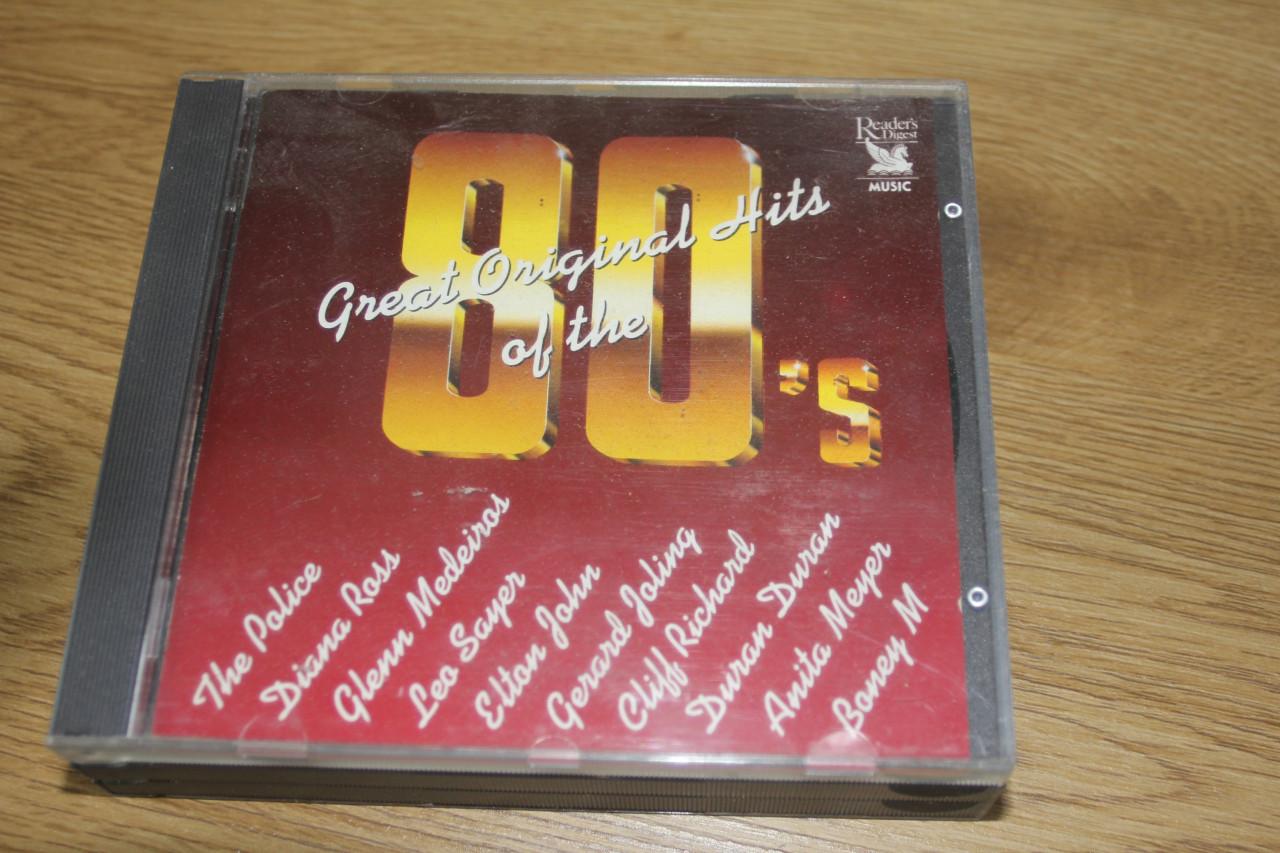 Reader's
Digest
MUSIC
80's
Great Original Hits
of the
The Police
Diana Ross
Glenn Medeiros
Leo Sayer
Elton John
Gerard Joling
Cliff Richard
Duran Duran
Anita Meyer
Boney M